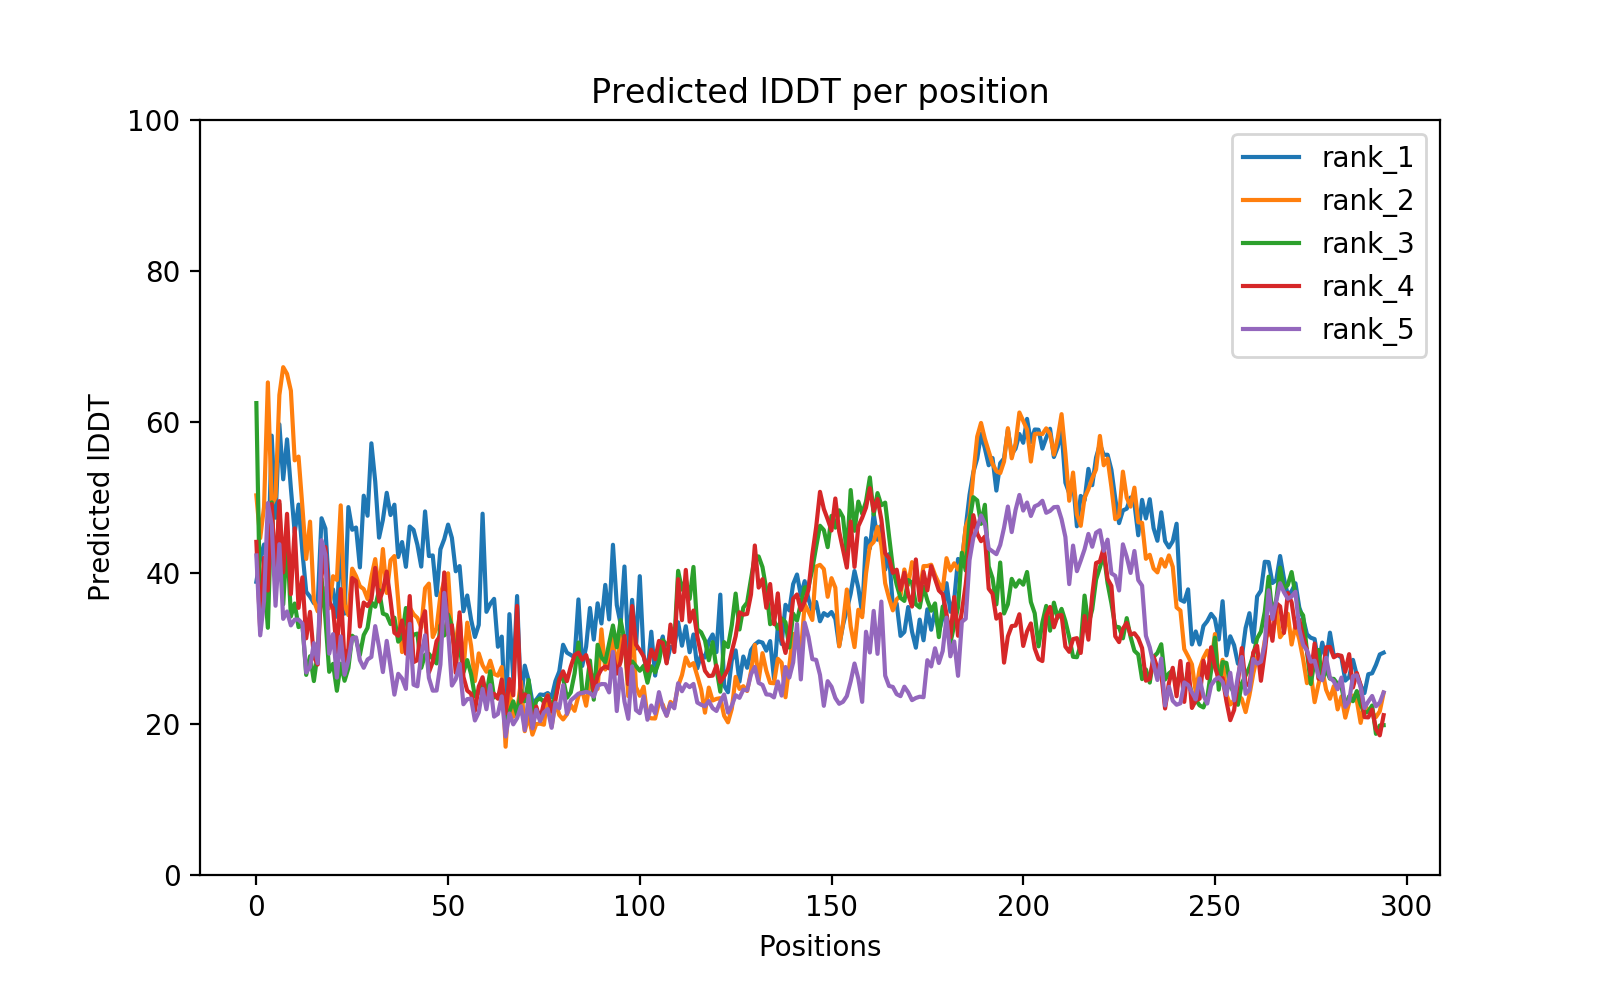 Predicted lDDT per position
100
80
60
40
20
0
Predicted lDDT
rank_1
rank_2
rank_3
rank_4
rank_5
0 50 100 150 200 250 300
Positions